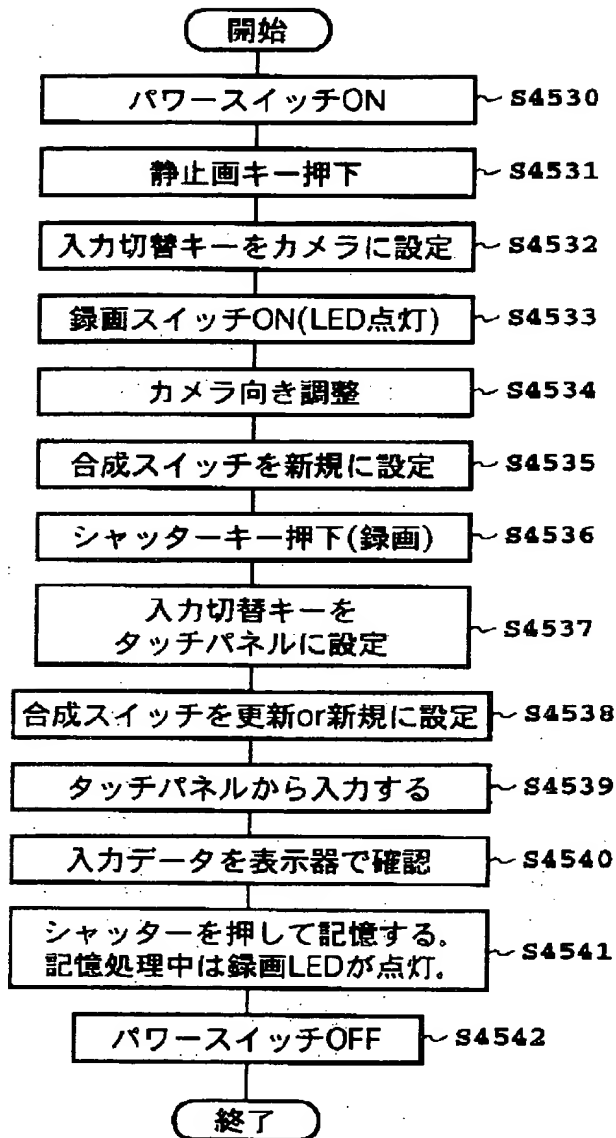 開始
パワースイッチON S4530
静止画キー押下 S4531
入力切替キーをカメラに設定 S4532
録画スイッチON(LED点灯) S4533
カメラ向き調整 S4534
合成スイッチを新規に設定 S4535
シャッターキー押下(録画) S4536
入力切替キーを
タッチパネルに設定 S4537
合成スイッチを更新or新規に設定 S4538
タッチパネルから入力する S4539
入力データを表示器で確認 S4540
シャッターを押して記憶する。
記憶処理中は録画LEDが点灯. S4541
パワースイッチOFF S4542
終了